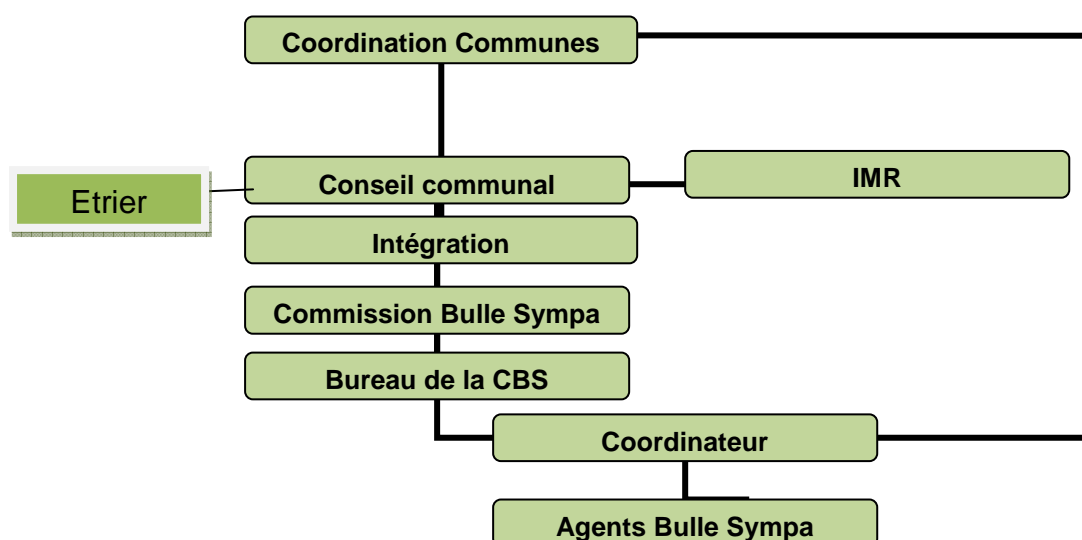 Coordination Communes
Etrier
Conseil communal
IMR
Intégration
Commission Bulle Sympa
Bureau de la CBS
Coordinateur
Agents Bulle Sympa